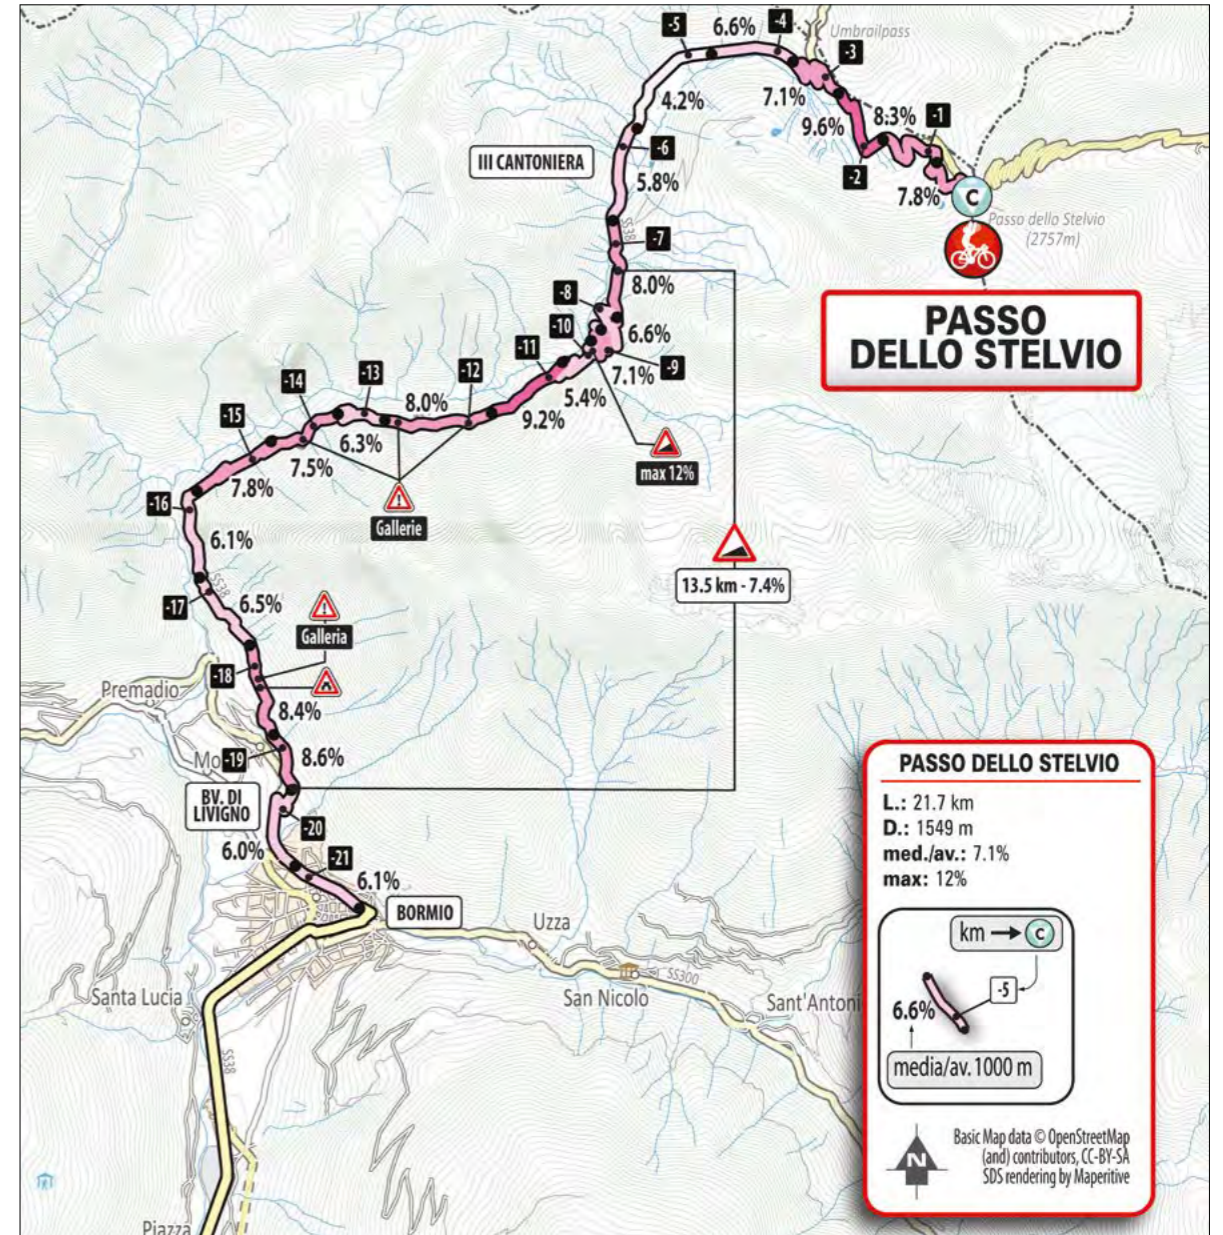 -5
6.6%
-4
Umbrailpass
-3
4.2%
7.1%
9.6%
8.3%
-1
-6
III CANTONIERA
5.8%
-2
7.8%
C
Passo dello Stelvio
(2757m)
SS38
-7
8.0%
PASSO
DELLO STELVIO
-8
-10
6.6%
-11
7.1%
-9
-12
5.4%
-13
8.0%
-14
9.2%
-15
6.3%
7.5%
max 12%
7.8%
-16
Gallerie
6.1%
13.5 km - 7.4%
SS38
-17
6.5%
Galleria
-18
Premadio
8.4%
Mo
-19
8.6%
BV. DI
LIVIGNO
-20
6.0%
-21
6.1%
BORMIO
Uzza
SS300
San Nicolo
Santa Lucia
Sant'Antoni
SS38
Piazza
PASSO DELLO STELVIO
L.: 21.7 km
D.: 1549 m
med./av.: 7.1%
max: 12%
km
C
-5
6.6%
media/av. 1000 m
N
Basic Map data © OpenStreetMap
(and) contributors, CC-BY-SA
SDS rendering by Maperitive